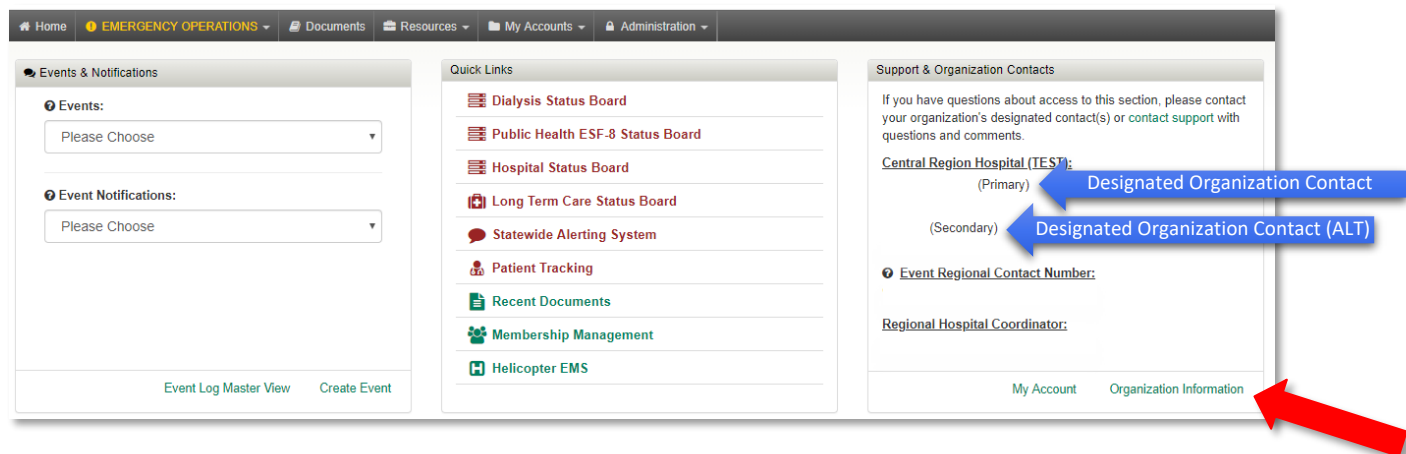 Home EMERGENCY OPERATIONS Documents Resources My Accounts Administration
Events & Notifications
Events:
Please Choose
Event Notifications:
Please Choose
Event Log Master View Create Event
Quick Links
Dialysis Status Board
Public Health ESF-8 Status Board
Hospital Status Board
Long Term Care Status Board
Statewide Alerting System
Patient Tracking
Recent Documents
Membership Management
Helicopter EMS
Support & Organization Contacts
If you have questions about access to this section, please contact
your organization's designated contact(s) or contact support with
questions and comments.
Central Region Hospital (TEST):
(Primary) Designated Organization Contact
(Secondary) Designated Organization Contact (ALT)
Event Regional Contact Number:
Regional Hospital Coordinator:
My Account Organization Information